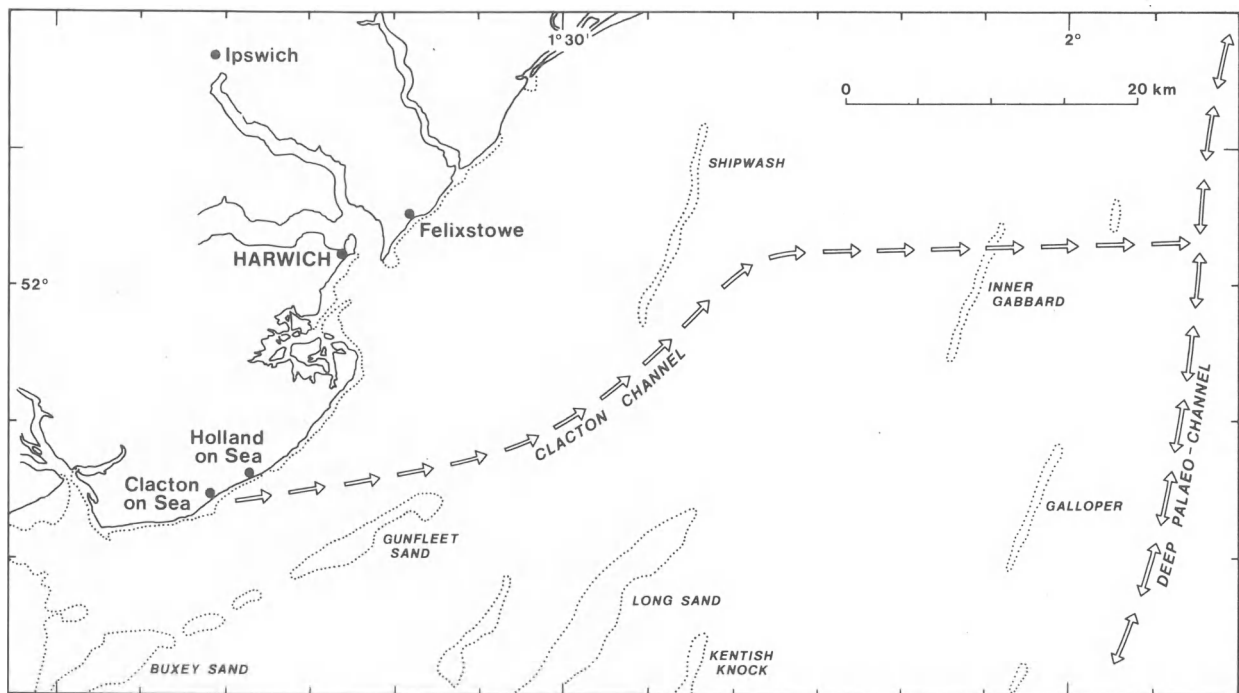 1° 30'
2°
Ipswich
0 20 km
SHIPWASH
Felixstowe
HARWICH
52°
INNER
GABBARD
CLACTON CHANNEL
DEEP PALAEO-CHANNEL
Holland
on Sea
Clacton
on Sea
GALLOPER
GUNFLEET
SAND
LONG SAND
KENTISH
KNOCK
BUXEY SAND